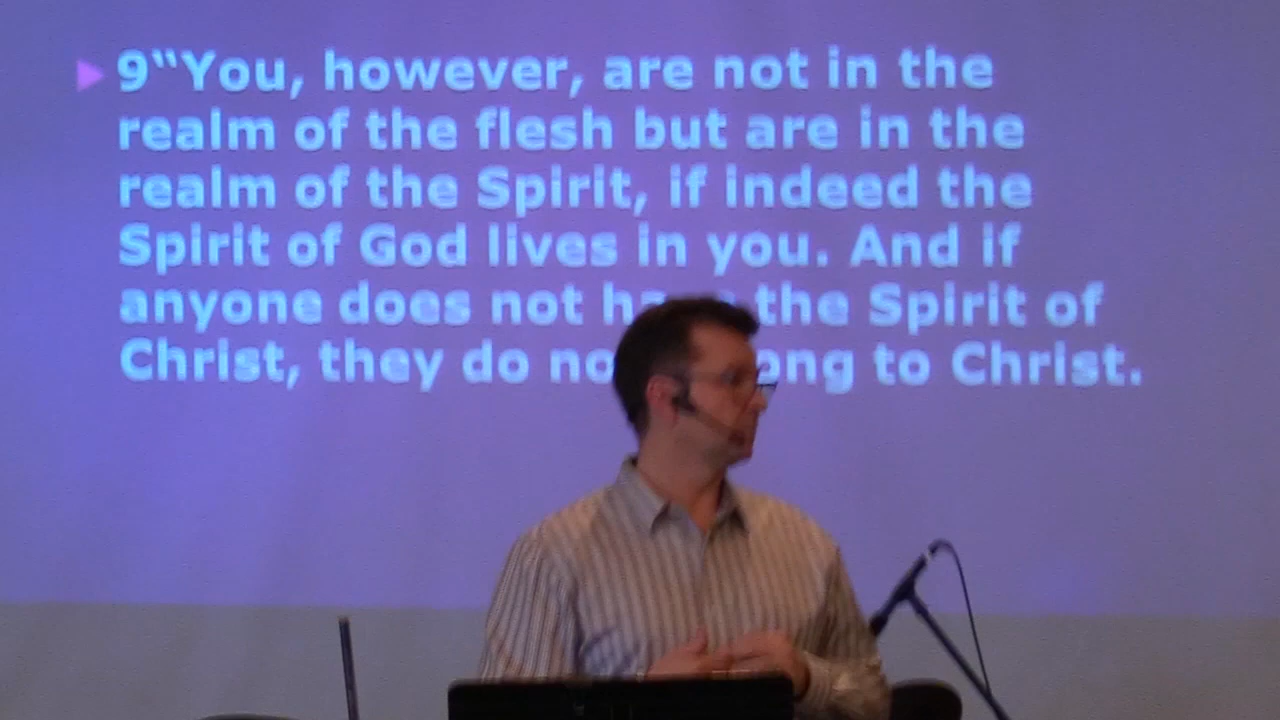 9“You, however, are not in the
realm of the flesh but are in the
realm of the Spirit, if indeed the
Spirit of God lives in you. And if
anyone does not the Spirit of
Christ, they do to Christ.